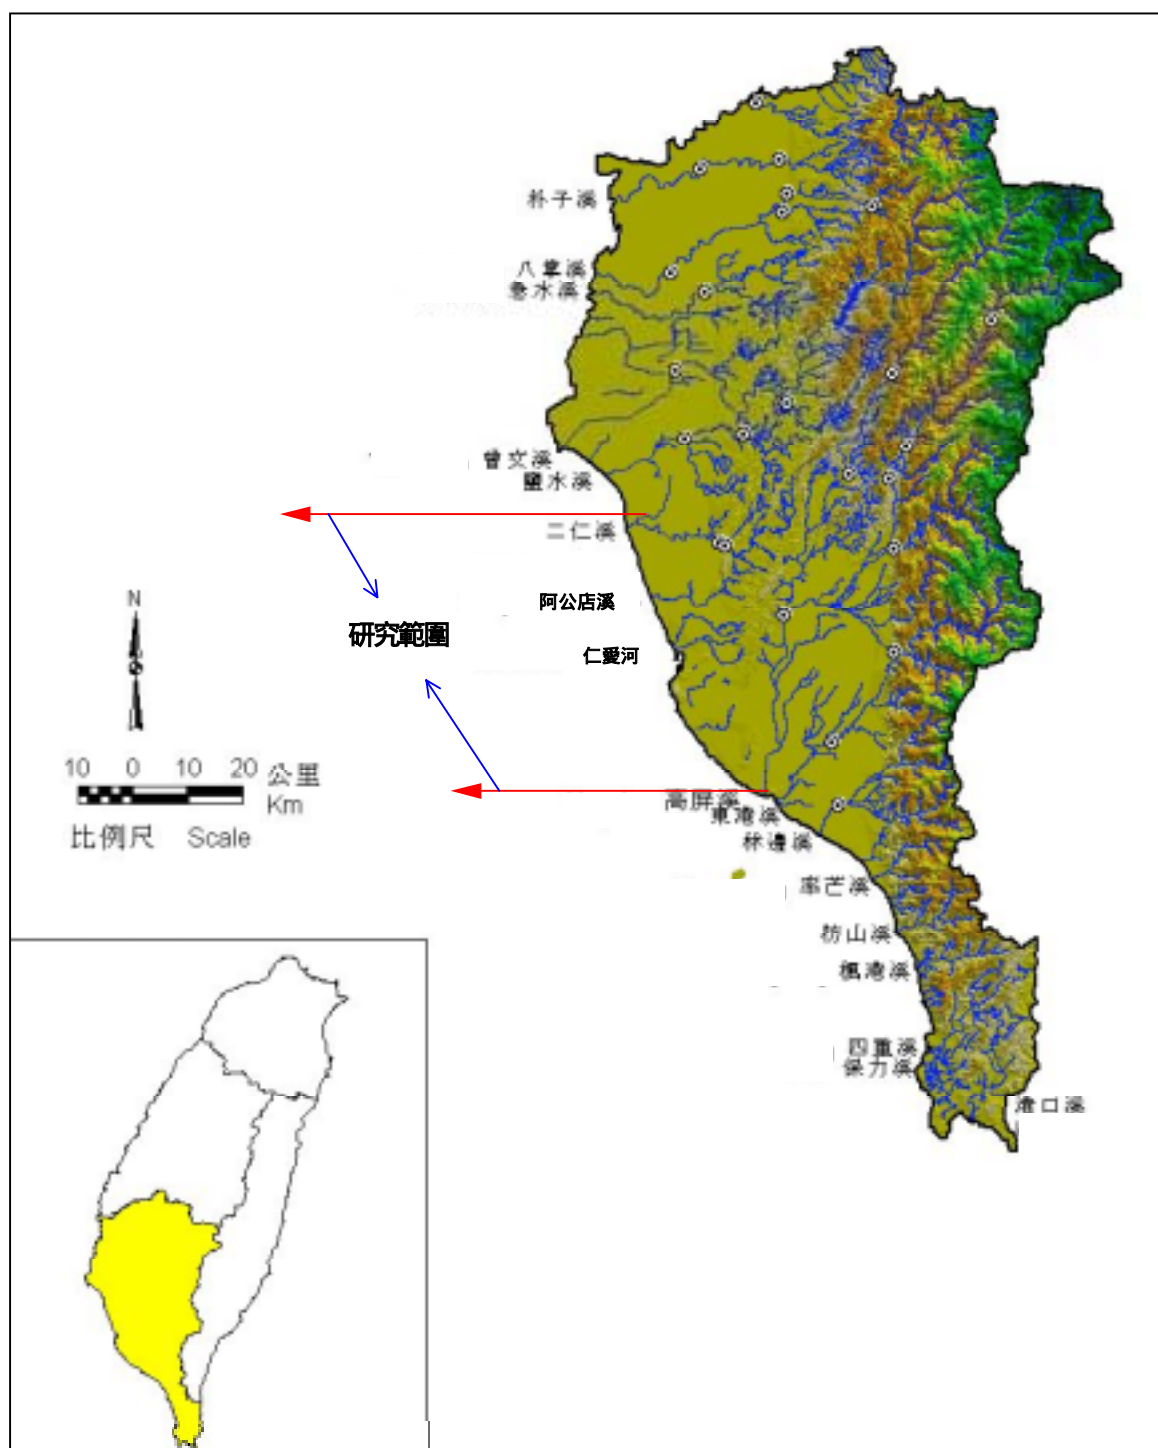 朴子溪
八掌溪
急水溪
曾文溪
鹽水溪
二仁溪
阿公店溪
仁愛河
研究範圍
N
10 0 10 20 公里
Km
比例尺 Scale
高屏溪
東港溪
林邊溪
率芒溪
枋山溪
楓港溪
四重溪
保力溪
港口溪